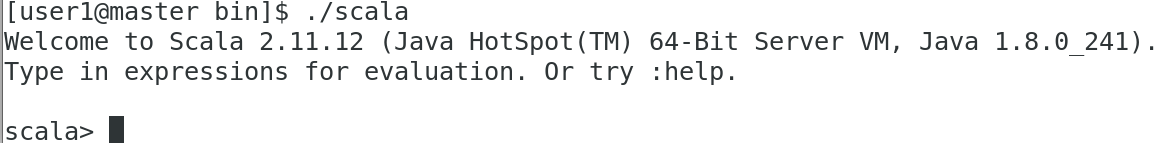 [user1@master bin]$ ./scala
Welcome to Scala 2.11.12 (Java HotSpot(TM) 64-Bit Server VM, Java 1.8.0_241).
Type in expressions for evaluation. Or try :help.
scala>